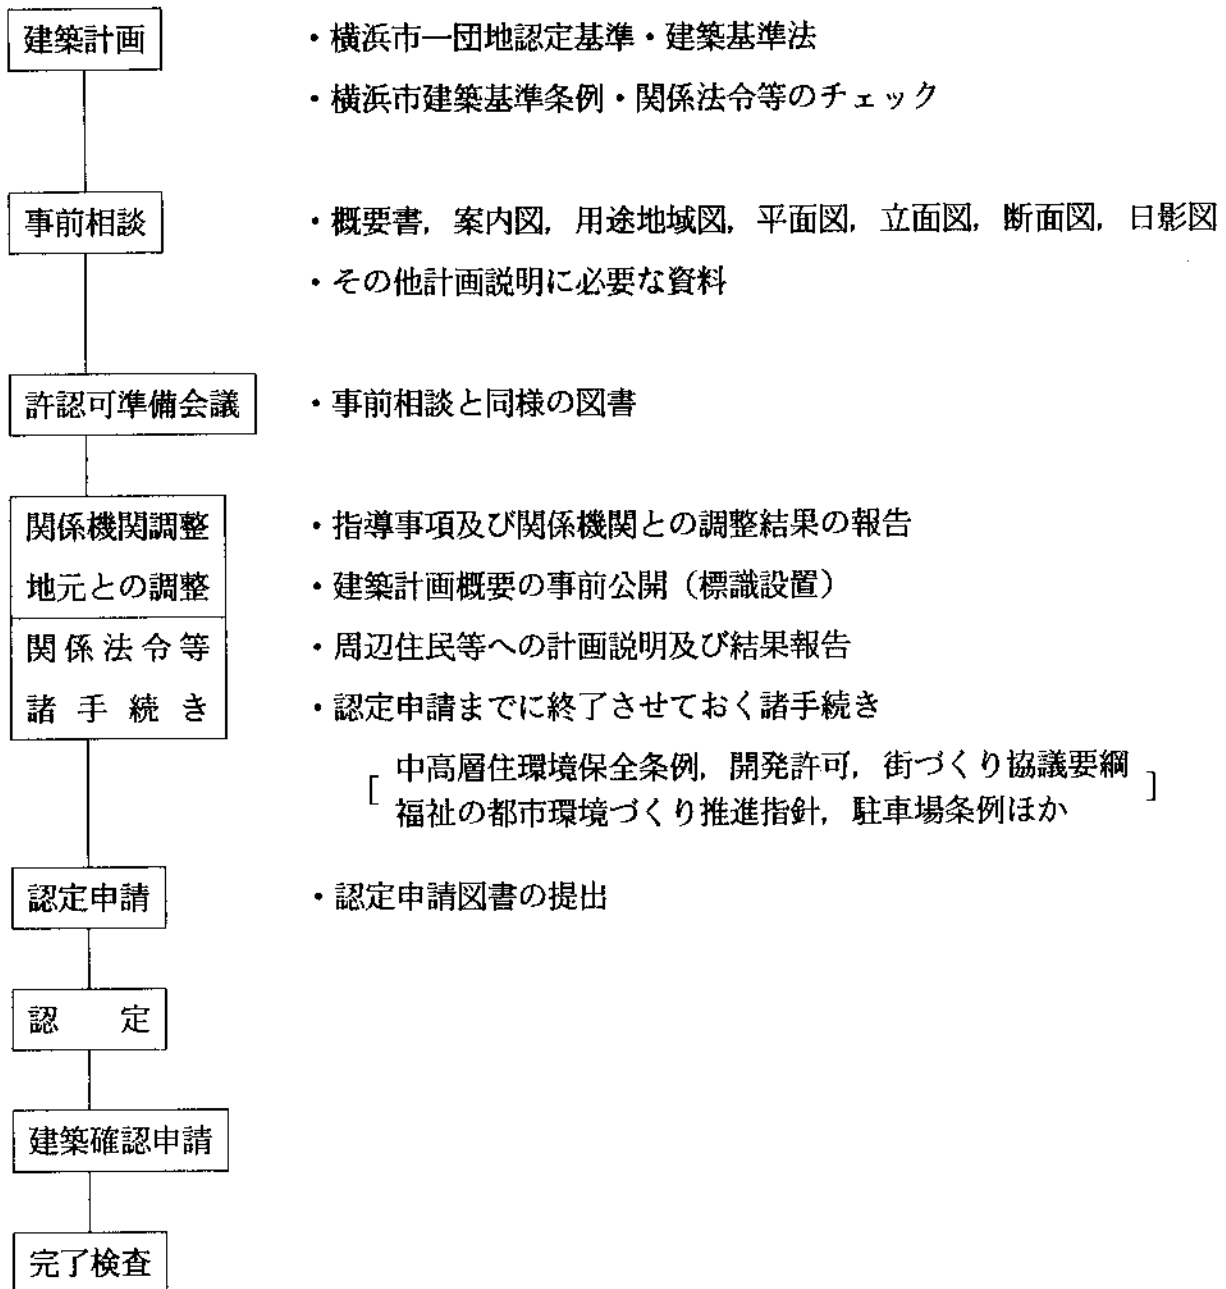 建築計画
・横浜市一団地認定基準・建築基準法
・横浜市建築基準条例・関係法令等のチェック
事前相談
・概要書，案内図，用途地域図，平面図，立面図，断面図，日影図
・その他計画説明に必要な資料
許認可準備会議
・事前相談と同様の図書
関係機関調整
・指導事項及び関係機関との調整結果の報告
地元との調整
・建築計画概要の事前公開（標識設置）
関係法令等
・周辺住民等への計画説明及び結果報告
諸手続き
・認定申請までに終了させておく諸手続き
［中高層住環境保全条例，開発許可，街づくり協議要綱
福祉の都市環境づくり推進指針，駐車場条例ほか］
認定申請
・認定申請図書の提出
認　定
建築確認申請
完了検査